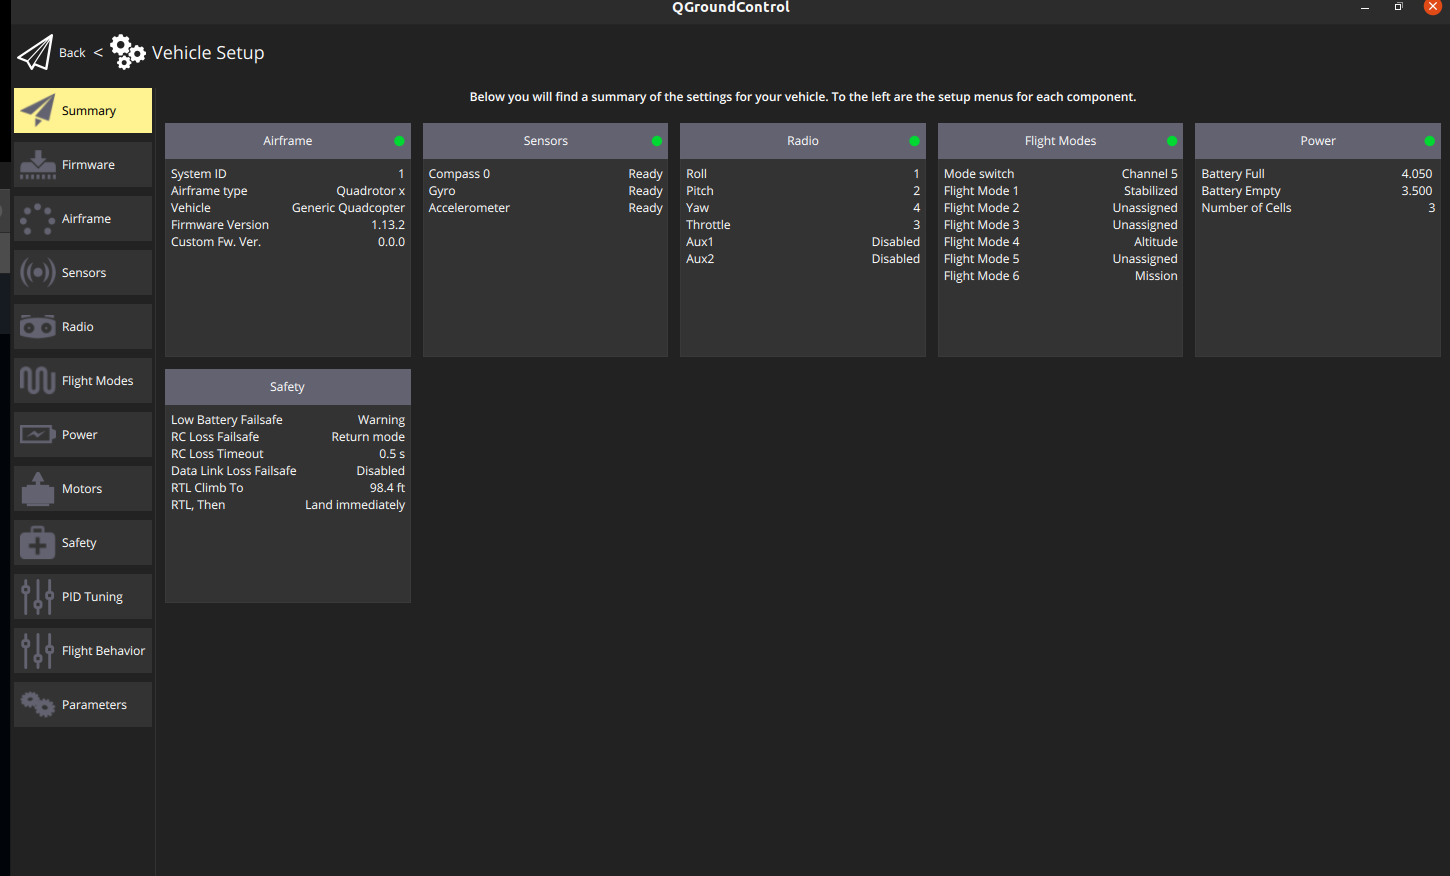 QGroundControl
Back < Vehicle Setup
Summary
Firmware
Airframe
Sensors
Radio
Flight Modes
Power
Motors
Safety
PID Tuning
Flight Behavior
Parameters
Below you will find a summary of the settings for your vehicle. To the left are the setup menus for each component.
Airframe
System ID 1
Airframe type Quadrotor x
Vehicle Generic Quadcopter
Firmware Version 1.13.2
Custom Fw. Ver. 0.0.0
Sensors
Compass 0 Ready
Gyro Ready
Accelerometer Ready
Radio
Roll 1
Pitch 2
Yaw 4
Throttle 3
Aux1 Disabled
Aux2 Disabled
Flight Modes
Mode switch Channel 5
Flight Mode 1 Stabilized
Flight Mode 2 Unassigned
Flight Mode 3 Unassigned
Flight Mode 4 Altitude
Flight Mode 5 Unassigned
Flight Mode 6 Mission
Power
Battery Full 4.050
Battery Empty 3.500
Number of Cells 3
Safety
Low Battery Failsafe Warning
RC Loss Failsafe Return mode
RC Loss Timeout 0.5 s
Data Link Loss Failsafe Disabled
RTL Climb To 98.4 ft
RTL, Then Land immediately